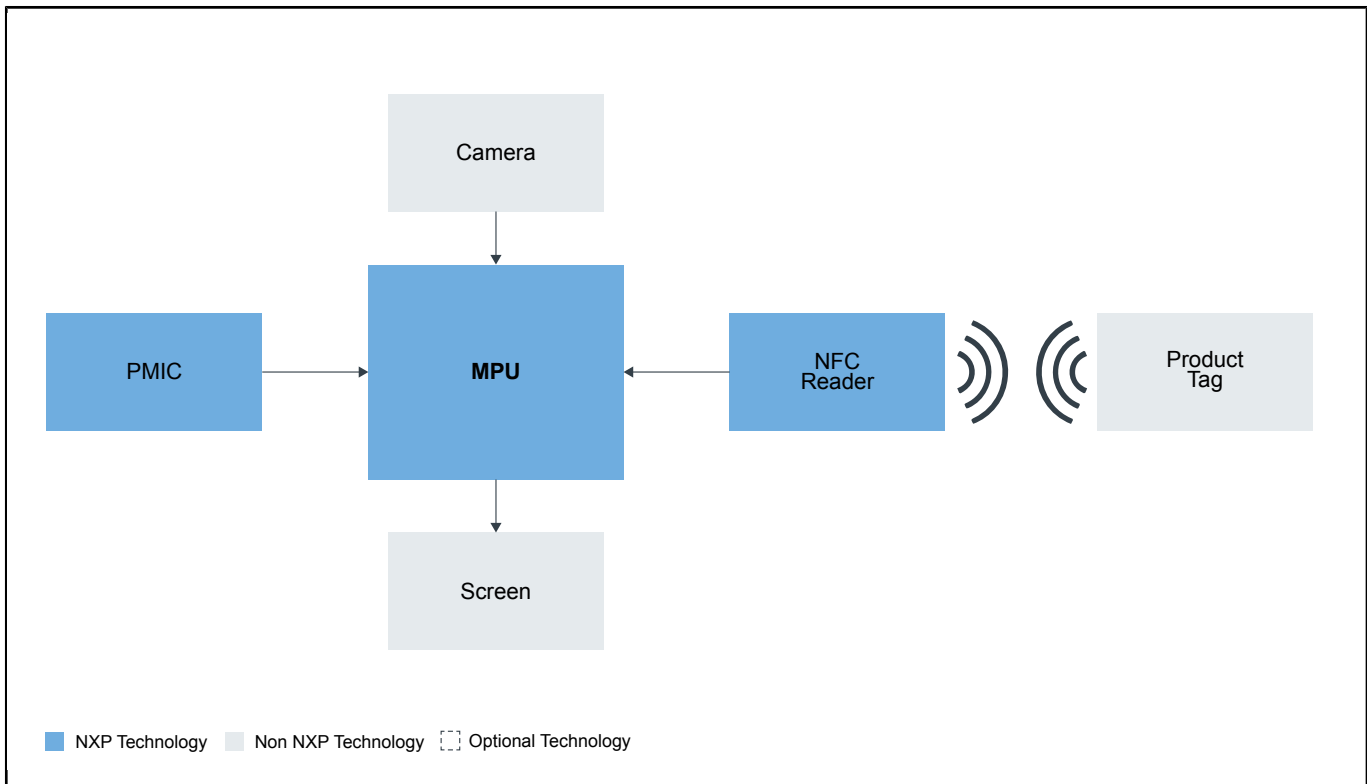 Camera
PMIC
MPU
NFC
Reader
Product
Tag
Screen
NXP Technology
Non NXP Technology
Optional Technology